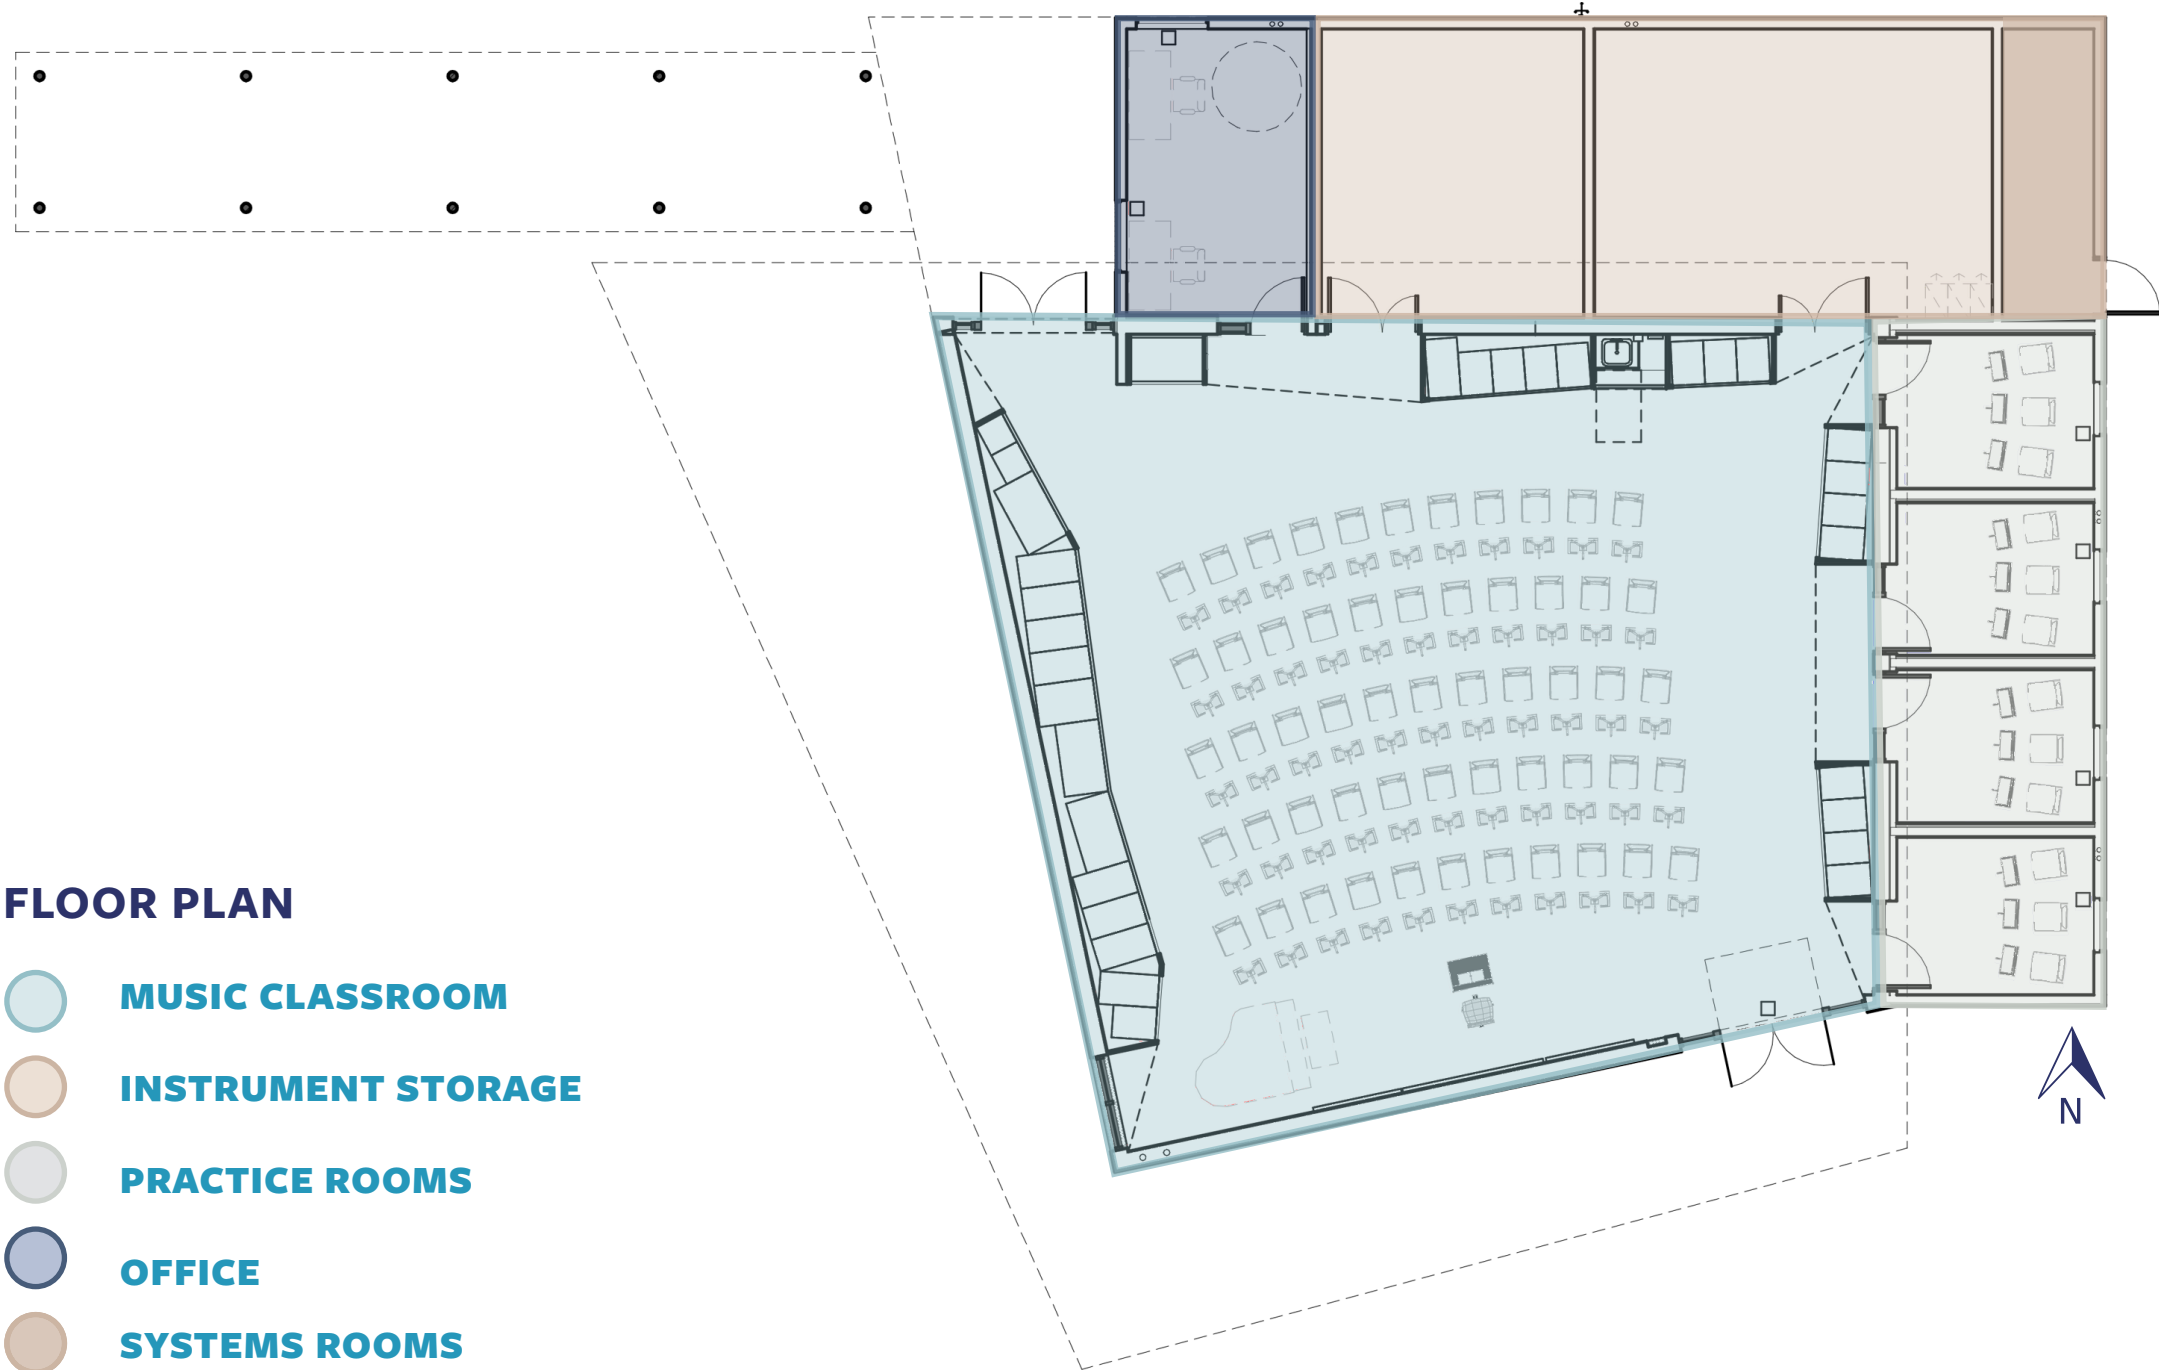 FLOOR PLAN
MUSIC CLASSROOM
INSTRUMENT STORAGE
PRACTICE ROOMS
OFFICE
SYSTEMS ROOMS
N